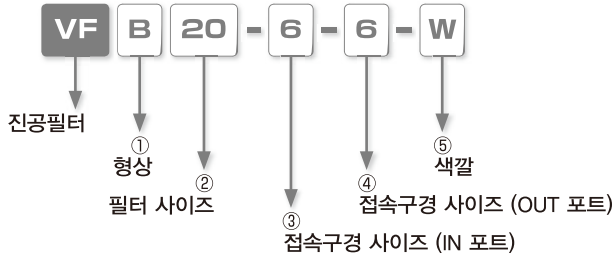 VF B 20 - 6 - 6 - W
진공필터
①
형상
②
필터 사이즈
③
접속구경 사이즈 (IN 포트)
④
접속구경 사이즈 (OUT 포트)
⑤
색깔